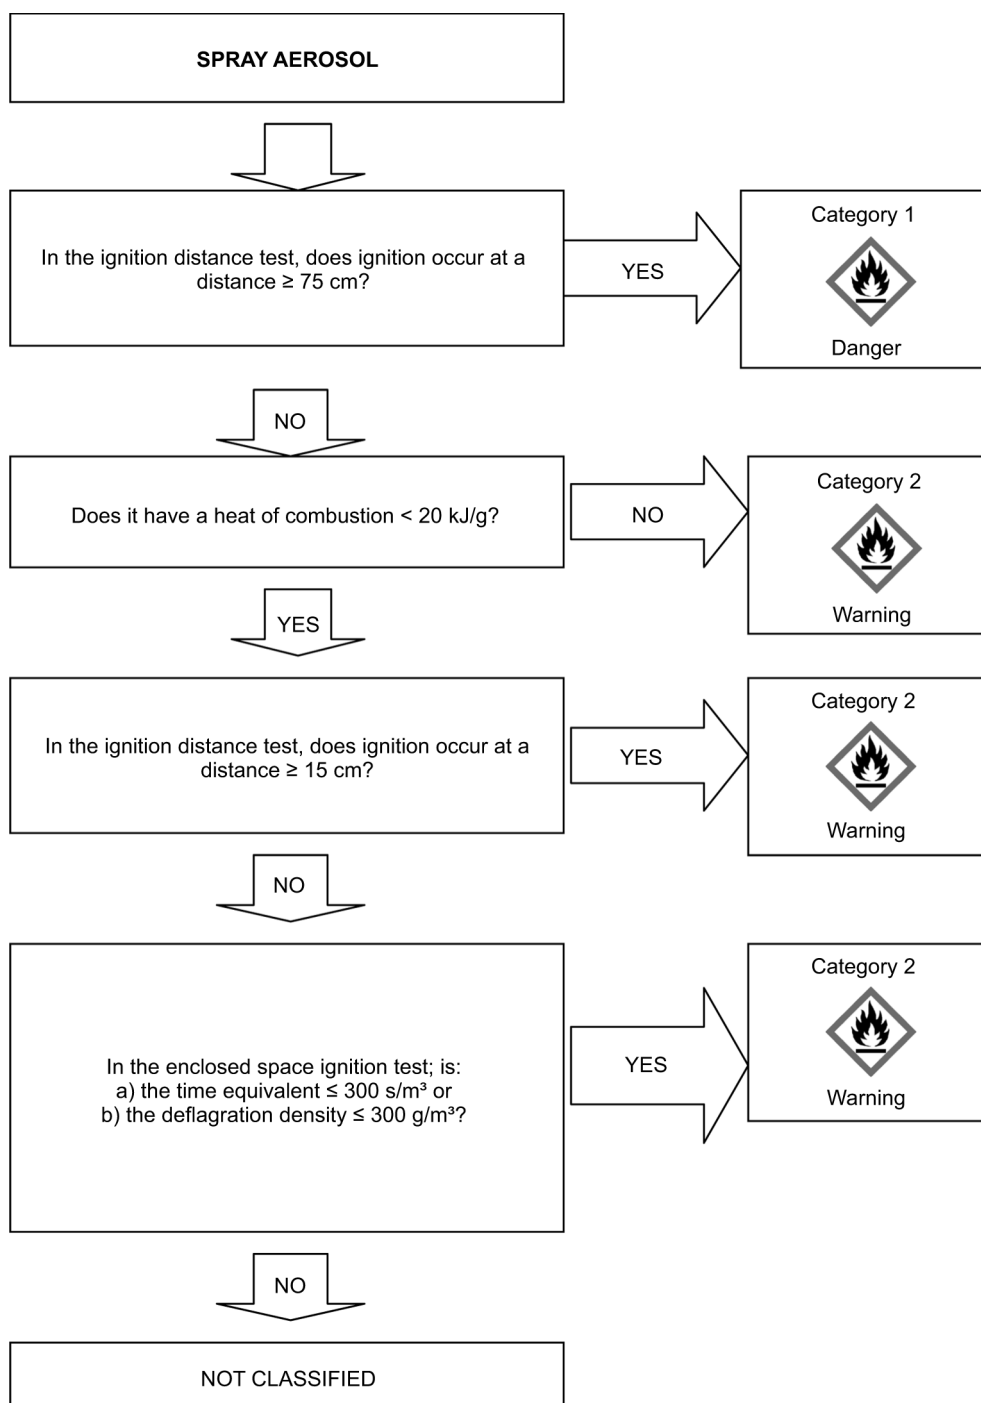 SPRAY AEROSOL
In the ignition distance test, does ignition occur at a
distance ≥ 75 cm?
YES
Category 1
Danger
NO
Does it have a heat of combustion < 20 kJ/g?
NO
Category 2
Warning
YES
In the ignition distance test, does ignition occur at a
distance ≥ 15 cm?
YES
Category 2
Warning
NO
In the enclosed space ignition test; is:
a) the time equivalent ≤ 300 s/m³ or
b) the deflagration density ≤ 300 g/m³?
YES
Category 2
Warning
NO
NOT CLASSIFIED